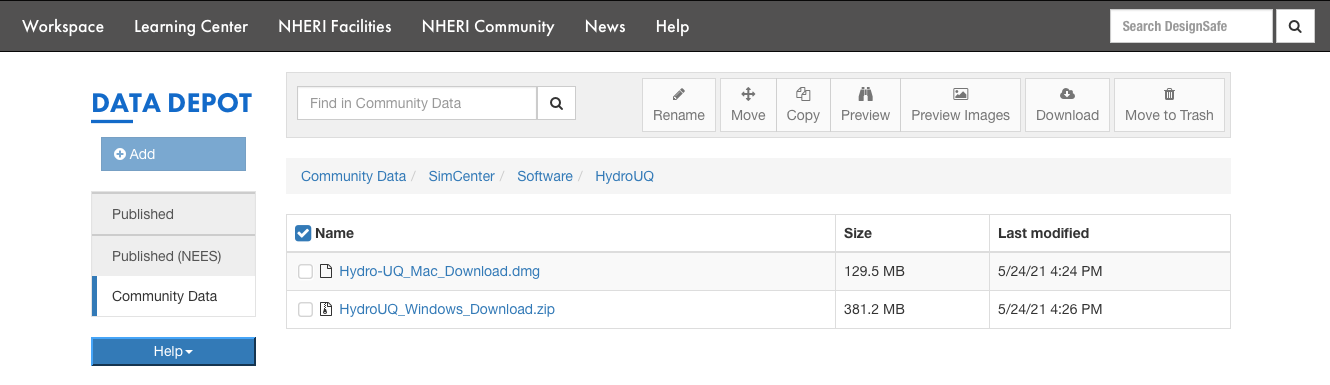 Workspace Learning Center NHERI Facilities NHERI Community News Help Search DesignSafe
DATA DEPOT
Add
Published
Published (NEES)
Community Data
Help
Find in Community Data
Rename Move Copy Preview Preview Images Download Move to Trash
Community Data / SimCenter / Software / HydroUQ
Name Size Last modified
Hydro-UQ_Mac_Download.dmg 129.5 MB 5/24/21 4:24 PM
HydroUQ_Windows_Download.zip 381.2 MB 5/24/21 4:26 PM